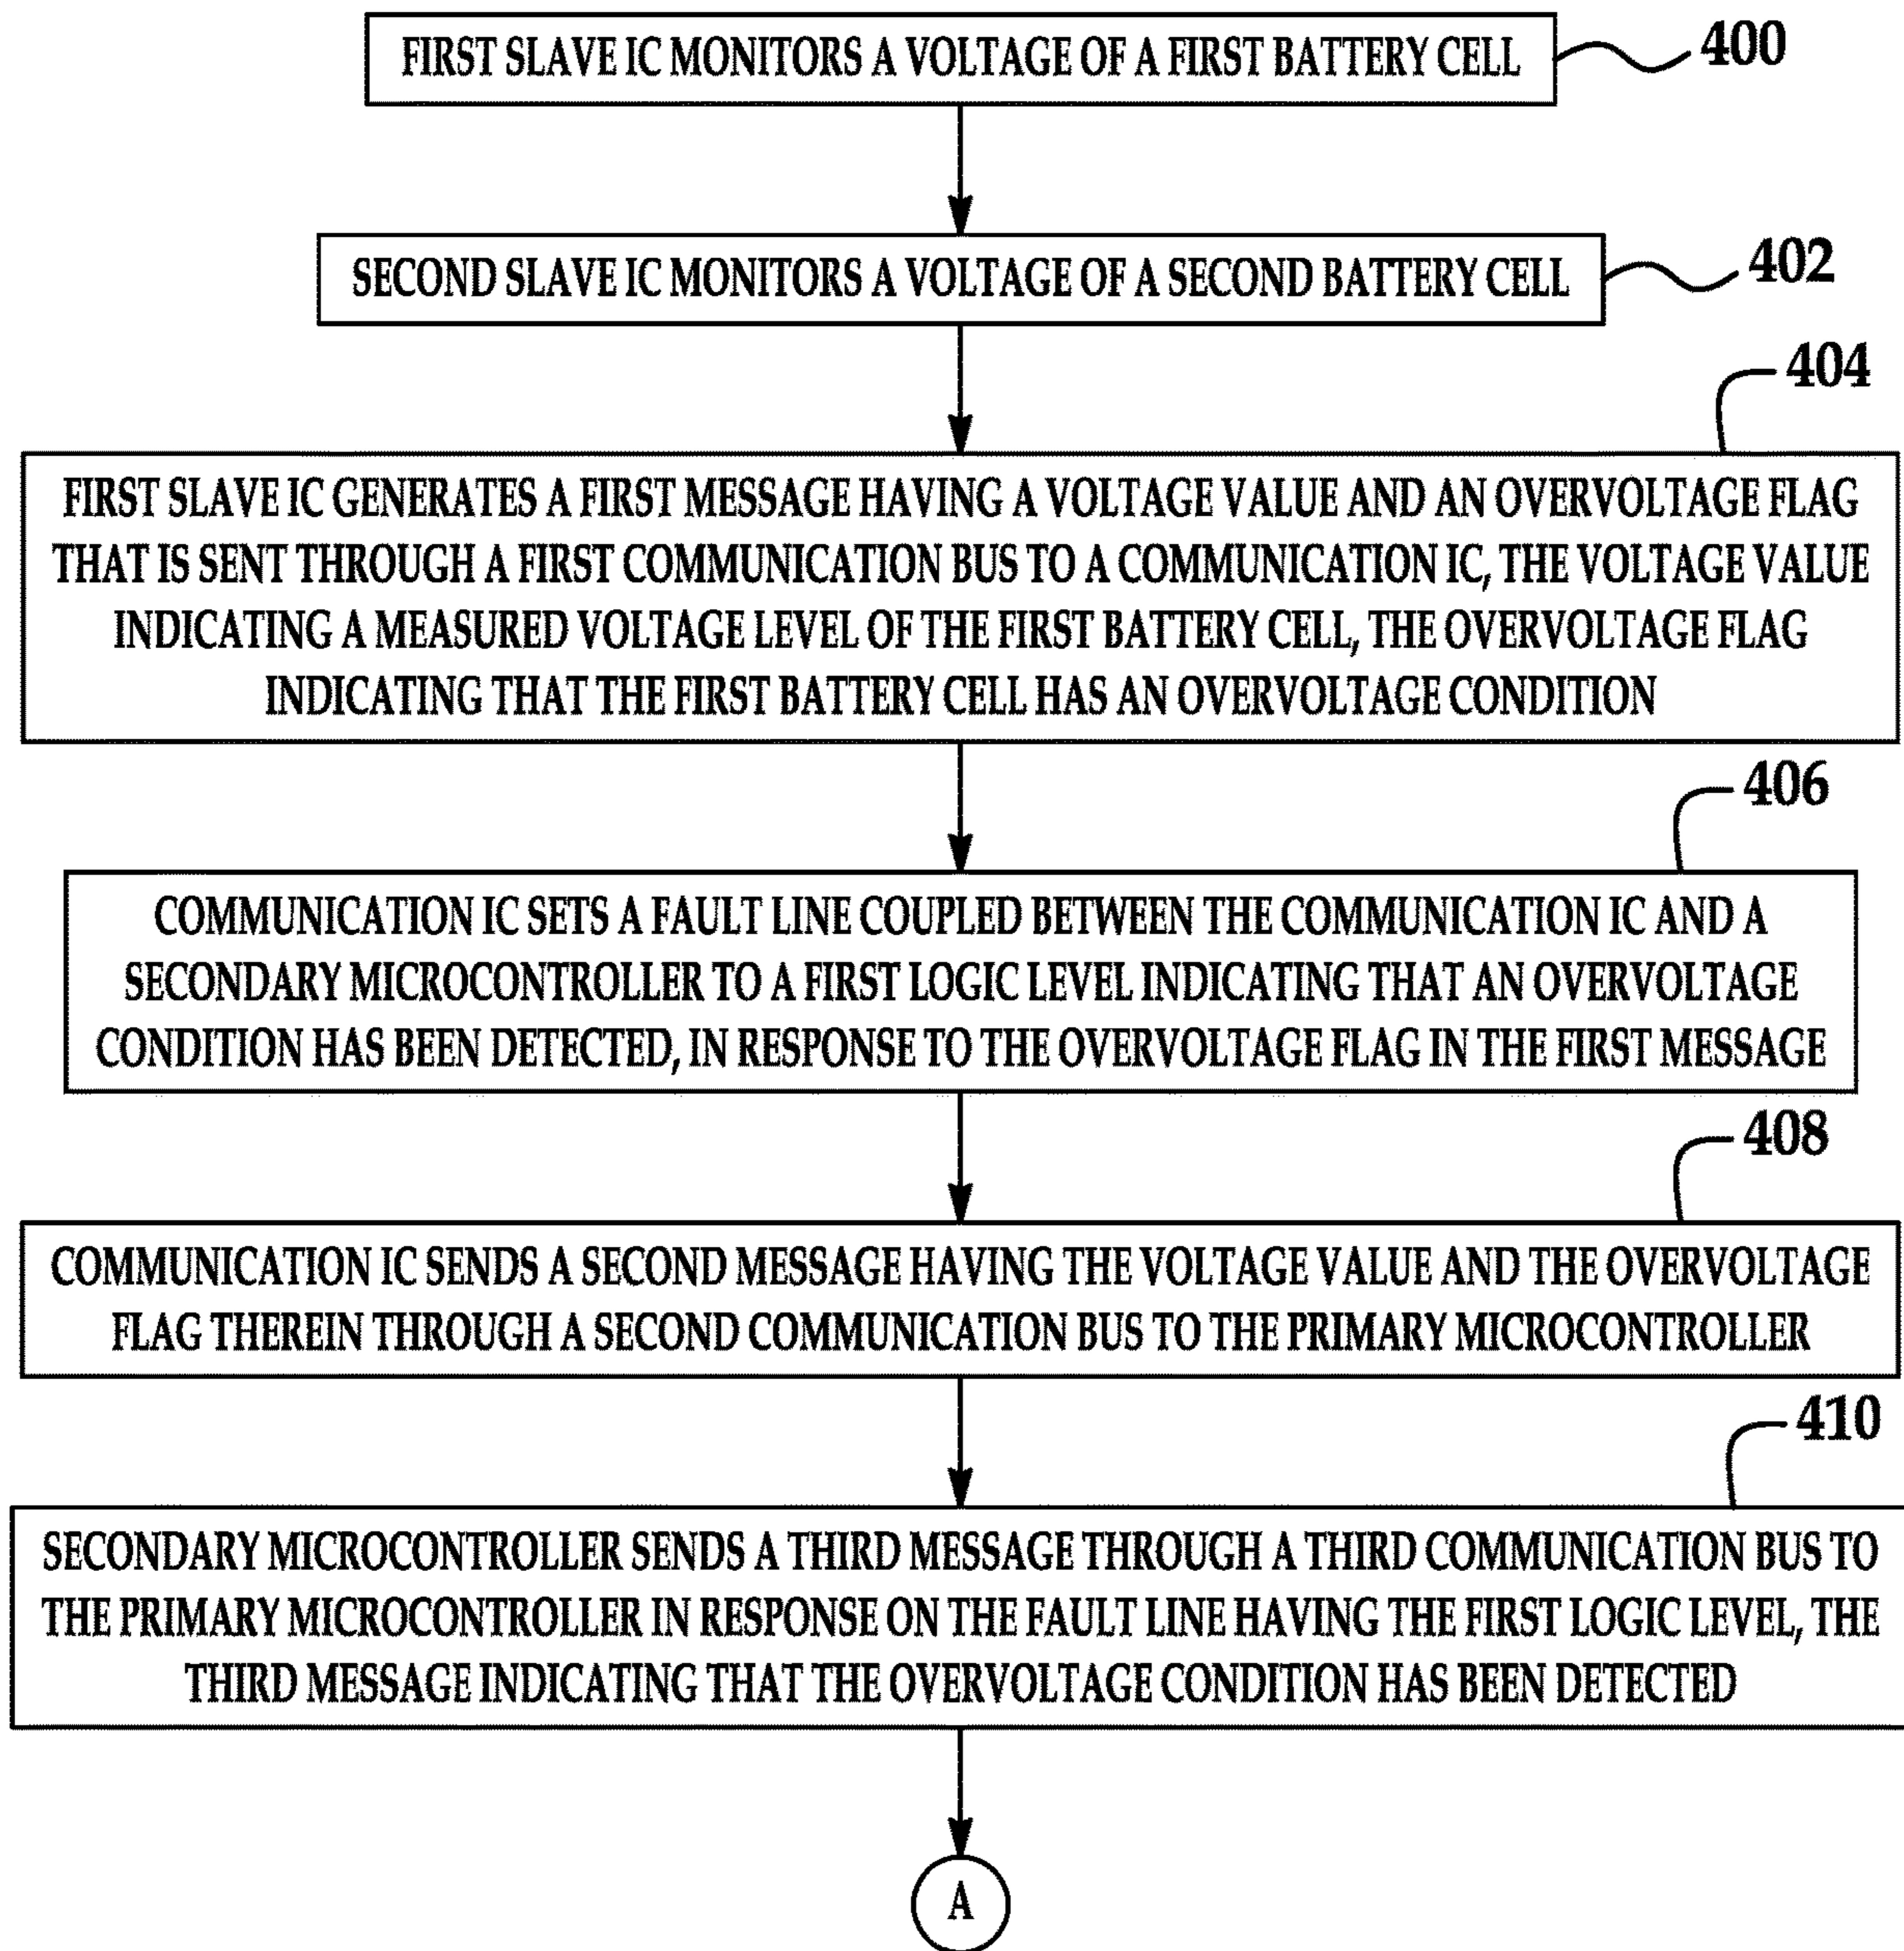 FIRST SLAVE IC MONITORS A VOLTAGE OF A FIRST BATTERY CELL
400
SECOND SLAVE IC MONITORS A VOLTAGE OF A SECOND BATTERY CELL
402
404
FIRST SLAVE IC GENERATES A FIRST MESSAGE HAVING A VOLTAGE VALUE AND AN OVERVOLTAGE FLAG
THAT IS SENT THROUGH A FIRST COMMUNICATION BUS TO A COMMUNICATION IC, THE VOLTAGE VALUE
INDICATING A MEASURED VOLTAGE LEVEL OF THE FIRST BATTERY CELL, THE OVERVOLTAGE FLAG
INDICATING THAT THE FIRST BATTERY CELL HAS AN OVERVOLTAGE CONDITION
406
COMMUNICATION IC SETS A FAULT LINE COUPLED BETWEEN THE COMMUNICATION IC AND A
SECONDARY MICROCONTROLLER TO A FIRST LOGIC LEVEL INDICATING THAT AN OVERVOLTAGE
CONDITION HAS BEEN DETECTED, IN RESPONSE TO THE OVERVOLTAGE FLAG IN THE FIRST MESSAGE
408
COMMUNICATION IC SENDS A SECOND MESSAGE HAVING THE VOLTAGE VALUE AND THE OVERVOLTAGE
FLAG THEREIN THROUGH A SECOND COMMUNICATION BUS TO THE PRIMARY MICROCONTROLLER
410
SECONDARY MICROCONTROLLER SENDS A THIRD MESSAGE THROUGH A THIRD COMMUNICATION BUS TO
THE PRIMARY MICROCONTROLLER IN RESPONSE ON THE FAULT LINE HAVING THE FIRST LOGIC LEVEL, THE
THIRD MESSAGE INDICATING THAT THE OVERVOLTAGE CONDITION HAS BEEN DETECTED
A